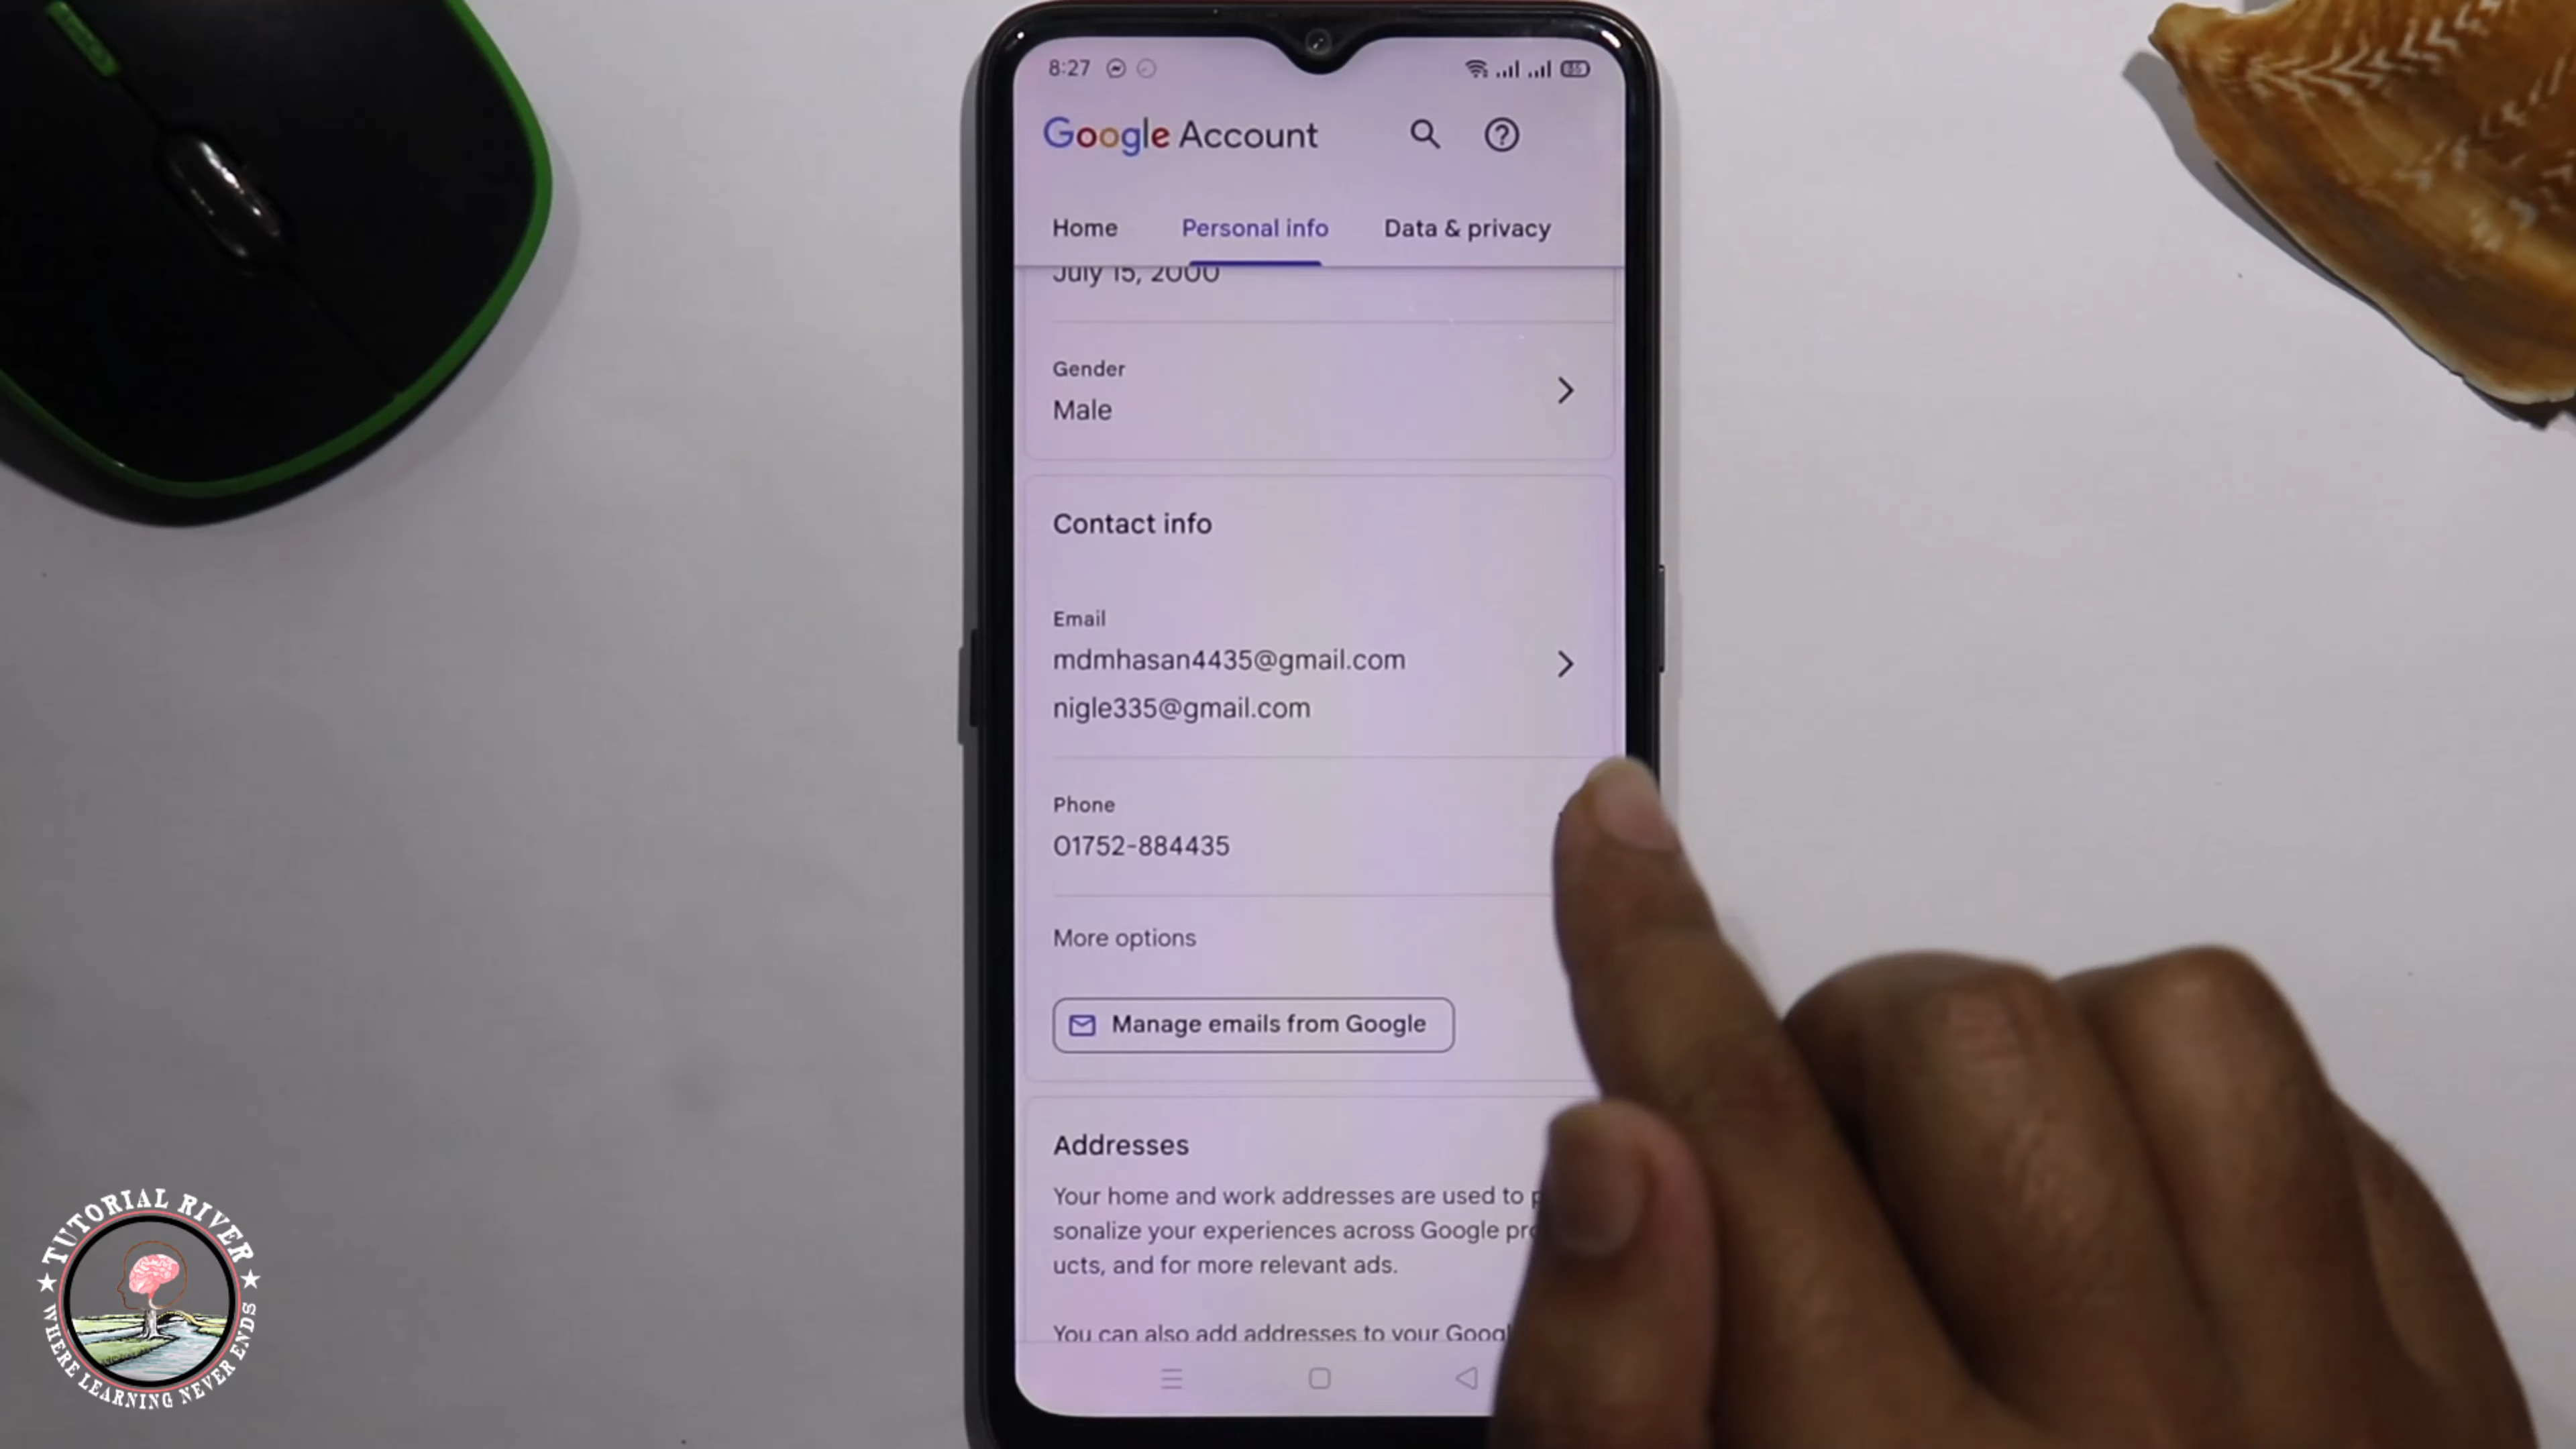 8:27
85
Google Account
Home Personal info Data & privacy
July 15, 2000
Gender
Male
Contact info
Email
mdmhasan4435@gmail.com
nigle335@gmail.com
Phone
01752-884435
More options
Manage emails from Google
Addresses
Your home and work addresses are used to p
sonalize your experiences across Google pro
ucts, and for more relevant ads.
You can also add addresses to your Googl
TUTORIAL RIVER
WHERE LEARNING NEVER ENDS